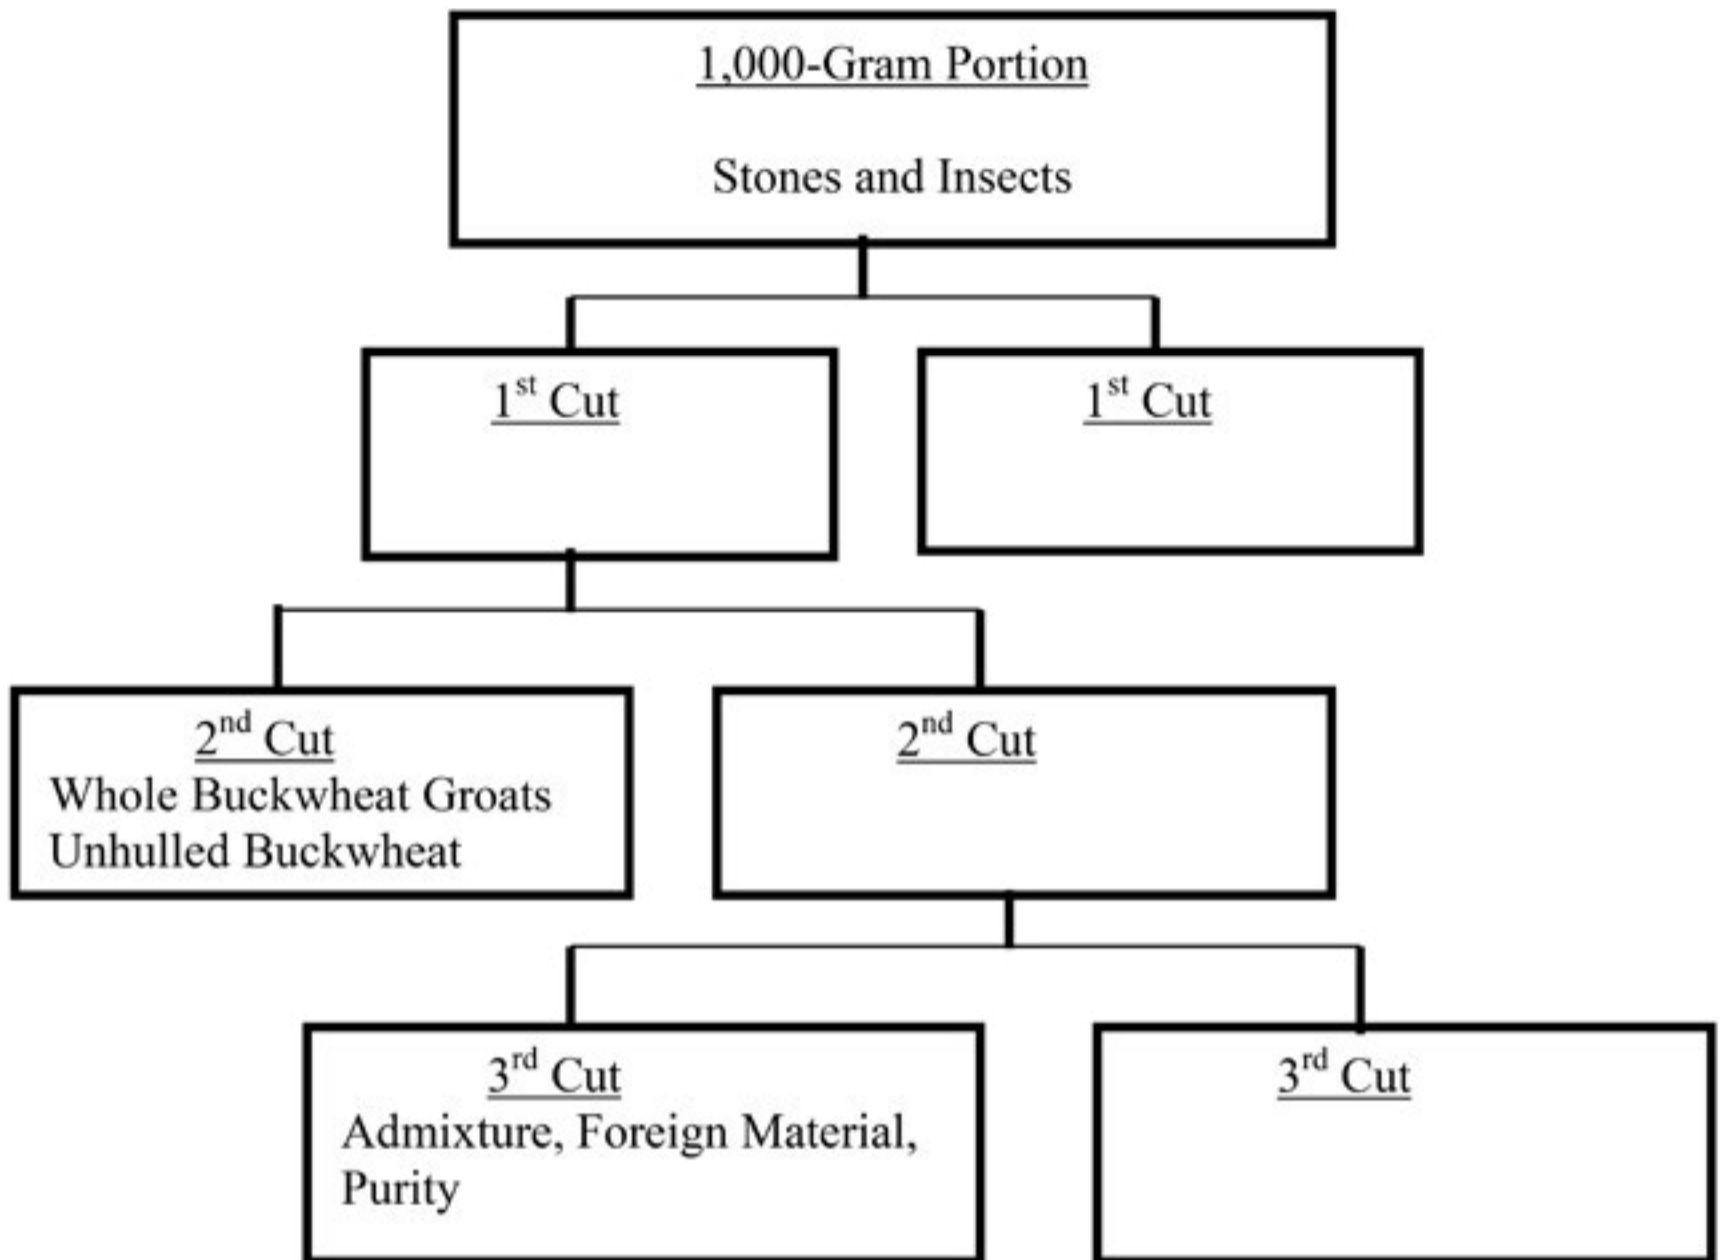 1,000-Gram Portion
Stones and Insects
1st Cut
1st Cut
2nd Cut
Whole Buckwheat Groats
Unhulled Buckwheat
2nd Cut
3rd Cut
Admixture, Foreign Material,
Purity
3rd Cut